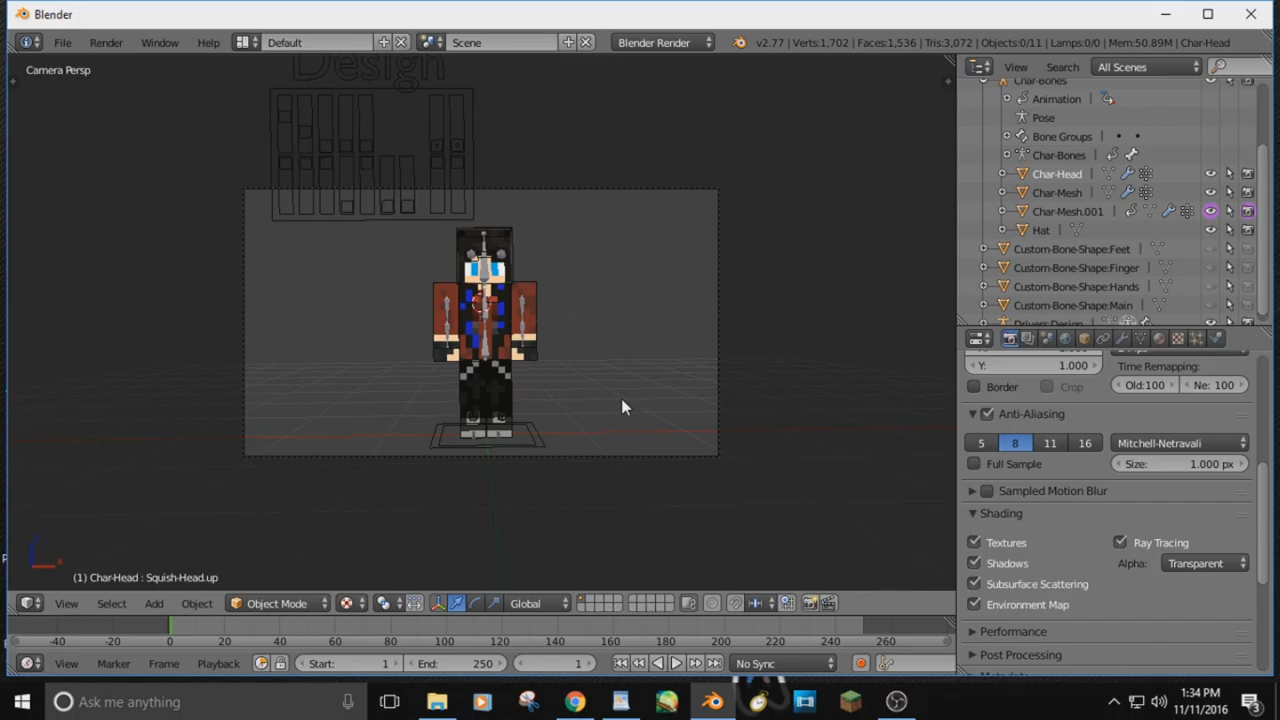 Blender
File Render Window Help Default Scene Blender Render v2.77 | Verts:1,702 | Faces:1,536 | Tris:3,072 | Objects:0/11 | Lamps:0/0 | Mem:50.89M | Char-Head
Camera Persp
Design
View Search All Scenes
Char-Bones
Animation
Pose
Bone Groups
Char-Bones
Char-Head
Char-Mesh
Char-Mesh.001
Hat
Custom-Bone-Shape:Feet
Custom-Bone-Shape:Finger
Custom-Bone-Shape:Hands
Custom-Bone-Shape:Main
Drivers Design
Y: 1.000 Time Remapping:
Border Crop Old:100 Ne: 100
Anti-Aliasing
5 8 11 16 Mitchell-Netravali
Full Sample Size: 1.000 px
Sampled Motion Blur
Shading
Textures Ray Tracing
Shadows Alpha: Transparent
Subsurface Scattering
Environment Map
Performance
Post Processing
(1) Char-Head : Squish-Head.up
View Select Add Object Object Mode Global
-40 -20 0 20 40 60 80 100 120 140 160 180 200 220 240 260
View Marker Frame Playback Start: 1 End: 250 1 No Sync
Ask me anything
1:34 PM
11/11/2016
3